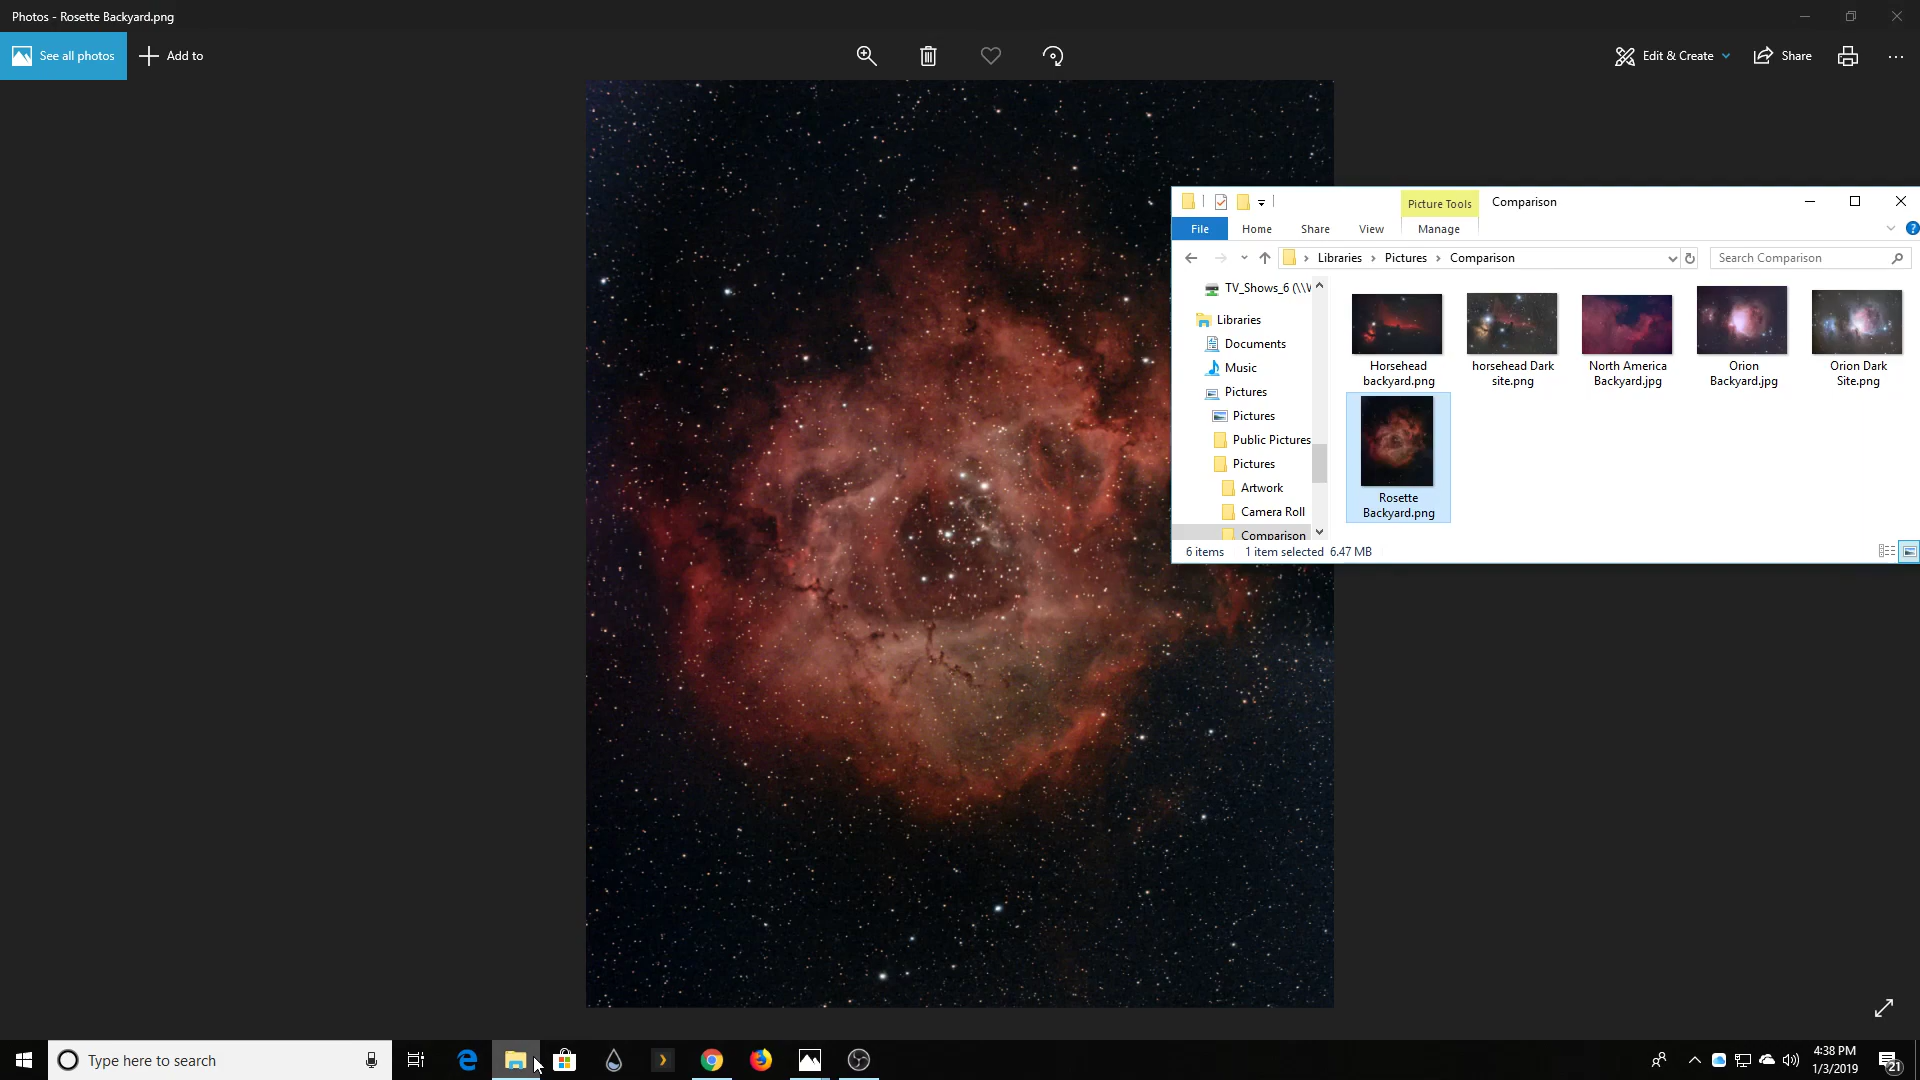 Photos - Rosette Backyard.png
See all photos
Add to
Edit & Create
Share
Picture Tools
Comparison
File
Home
Share
View
Manage
Libraries
Pictures
Comparison
Search Comparison
TV_Shows_6 (\\
Libraries
Documents
Music
Pictures
Pictures
Public Pictures
Pictures
Artwork
Camera Roll
Comparison
Horsehead
backyard.png
horsehead Dark
site.png
North America
Backyard.jpg
Orion
Backyard.jpg
Orion Dark
Site.png
Rosette
Backyard.png
6 items
1 item selected 6.47 MB
Type here to search
4:38 PM
1/3/2019
21